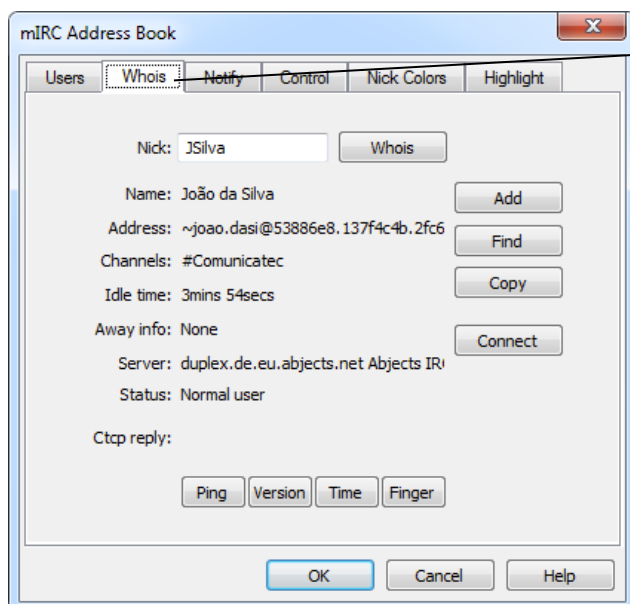 mIRC Address Book
Users Whois Notify Control Nick Colors Highlight
Nick: JSilva Whois
Name: João da Silva Add
Address: ~joao.dasi@53886e8.137f4c4b.2fc6 Find
Channels: #Comunicatec
Idle time: 3mins 54secs Copy
Away info: None Connect
Server: duplex.de.eu.abjects.net Abjects IR
Status: Normal user
Ctcp reply:
Ping Version Time Finger
OK Cancel Help